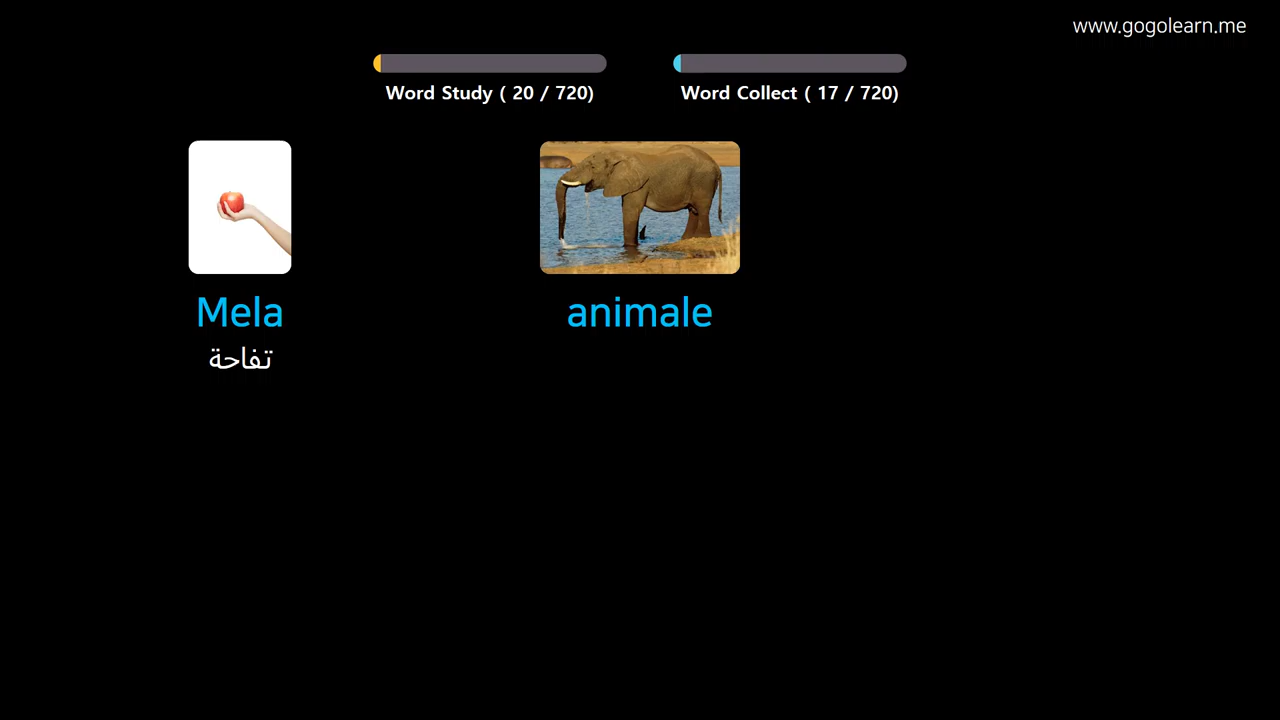 www.gogolearn.me
Word Study ( 20 / 720)
Word Collect ( 17 / 720)
Mela
تفاحة
animale